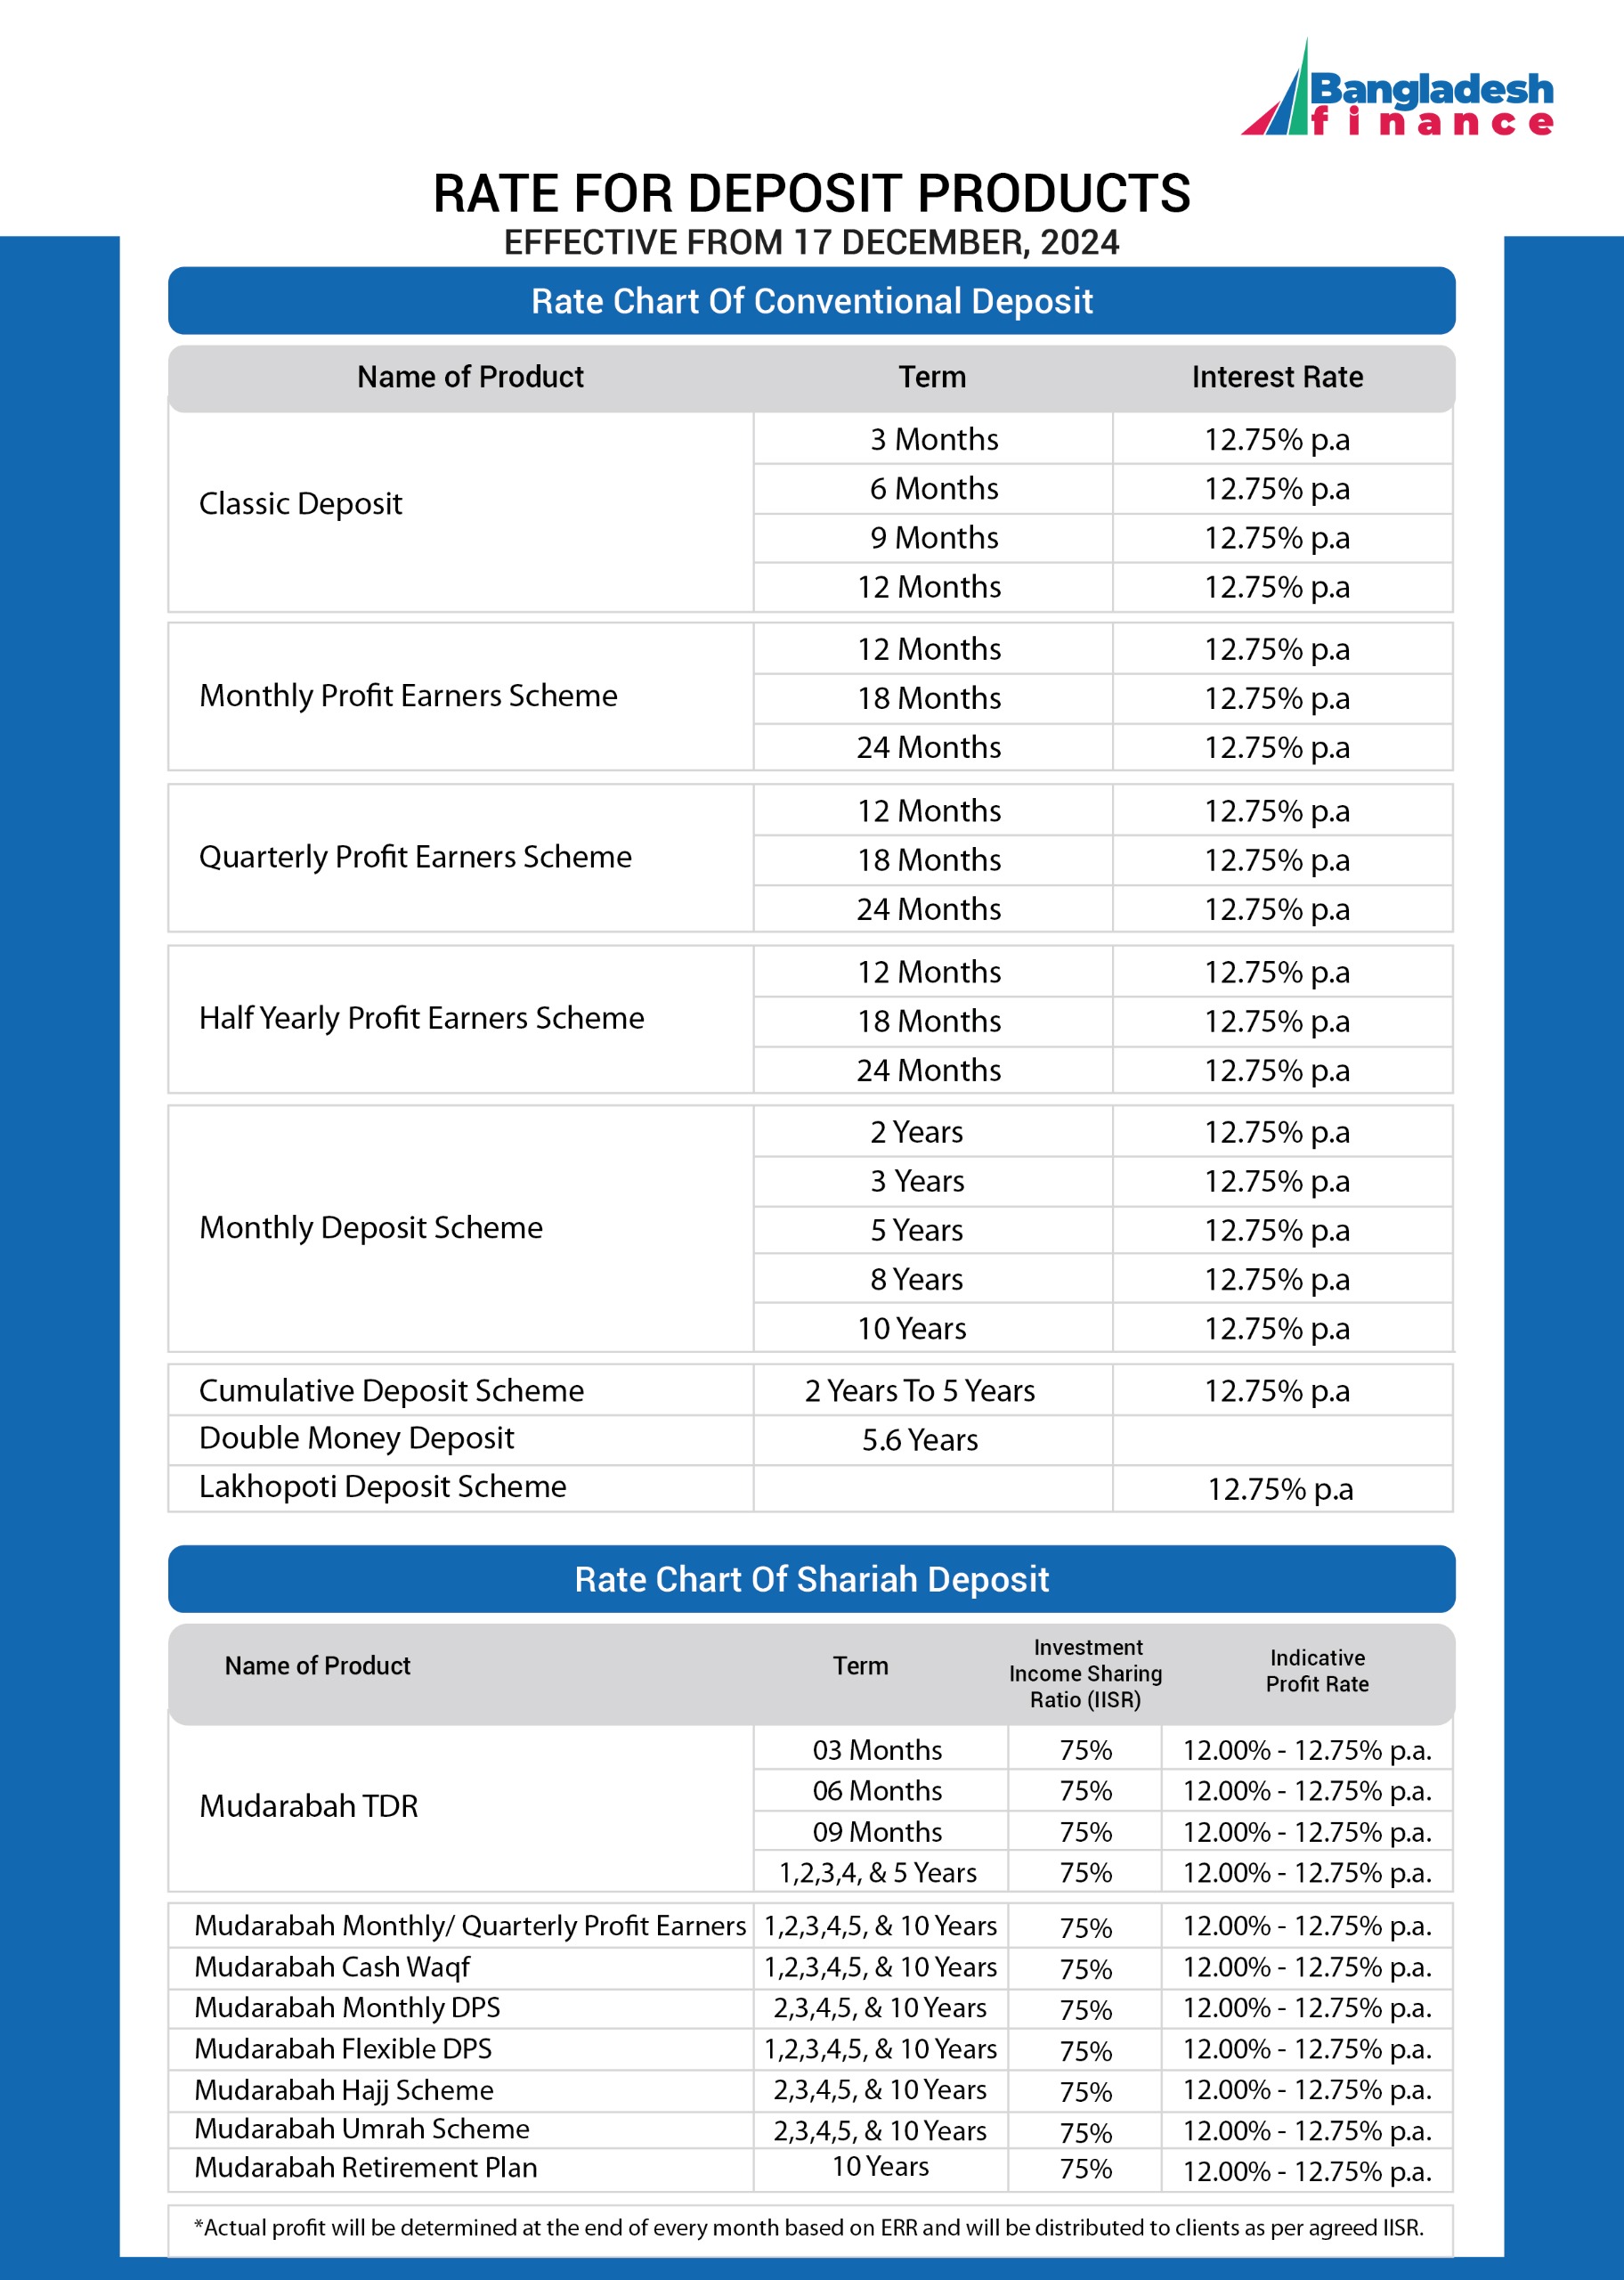 Bangladesh
finance
RATE FOR DEPOSIT PRODUCTS
EFFECTIVE FROM 17 DECEMBER, 2024
Rate Chart Of Conventional Deposit
Name of Product Term Interest Rate
Classic Deposit
3 Months 12.75% p.a
6 Months 12.75% p.a
9 Months 12.75% p.a
12 Months 12.75% p.a
Monthly Profit Earners Scheme
12 Months 12.75% p.a
18 Months 12.75% p.a
24 Months 12.75% p.a
Quarterly Profit Earners Scheme
12 Months 12.75% p.a
18 Months 12.75% p.a
24 Months 12.75% p.a
Half Yearly Profit Earners Scheme
12 Months 12.75% p.a
18 Months 12.75% p.a
24 Months 12.75% p.a
Monthly Deposit Scheme
2 Years 12.75% p.a
3 Years 12.75% p.a
5 Years 12.75% p.a
8 Years 12.75% p.a
10 Years 12.75% p.a
Cumulative Deposit Scheme 2 Years To 5 Years 12.75% p.a
Double Money Deposit 5.6 Years
Lakhopoti Deposit Scheme 12.75% p.a
Rate Chart Of Shariah Deposit
Name of Product Term Investment Income Sharing Ratio (IISR) Indicative Profit Rate
Mudarabah TDR
03 Months 75% 12.00% - 12.75% p.a.
06 Months 75% 12.00% - 12.75% p.a.
09 Months 75% 12.00% - 12.75% p.a.
1,2,3,4, & 5 Years 75% 12.00% - 12.75% p.a.
Mudarabah Monthly/ Quarterly Profit Earners 1,2,3,4,5, & 10 Years 75% 12.00% - 12.75% p.a.
Mudarabah Cash Waqf 1,2,3,4,5, & 10 Years 75% 12.00% - 12.75% p.a.
Mudarabah Monthly DPS 2,3,4,5, & 10 Years 75% 12.00% - 12.75% p.a.
Mudarabah Flexible DPS 1,2,3,4,5, & 10 Years 75% 12.00% - 12.75% p.a.
Mudarabah Hajj Scheme 2,3,4,5, & 10 Years 75% 12.00% - 12.75% p.a.
Mudarabah Umrah Scheme 2,3,4,5, & 10 Years 75% 12.00% - 12.75% p.a.
Mudarabah Retirement Plan 10 Years 75% 12.00% - 12.75% p.a.
*Actual profit will be determined at the end of every month based on ERR and will be distributed to clients as per agreed IISR.